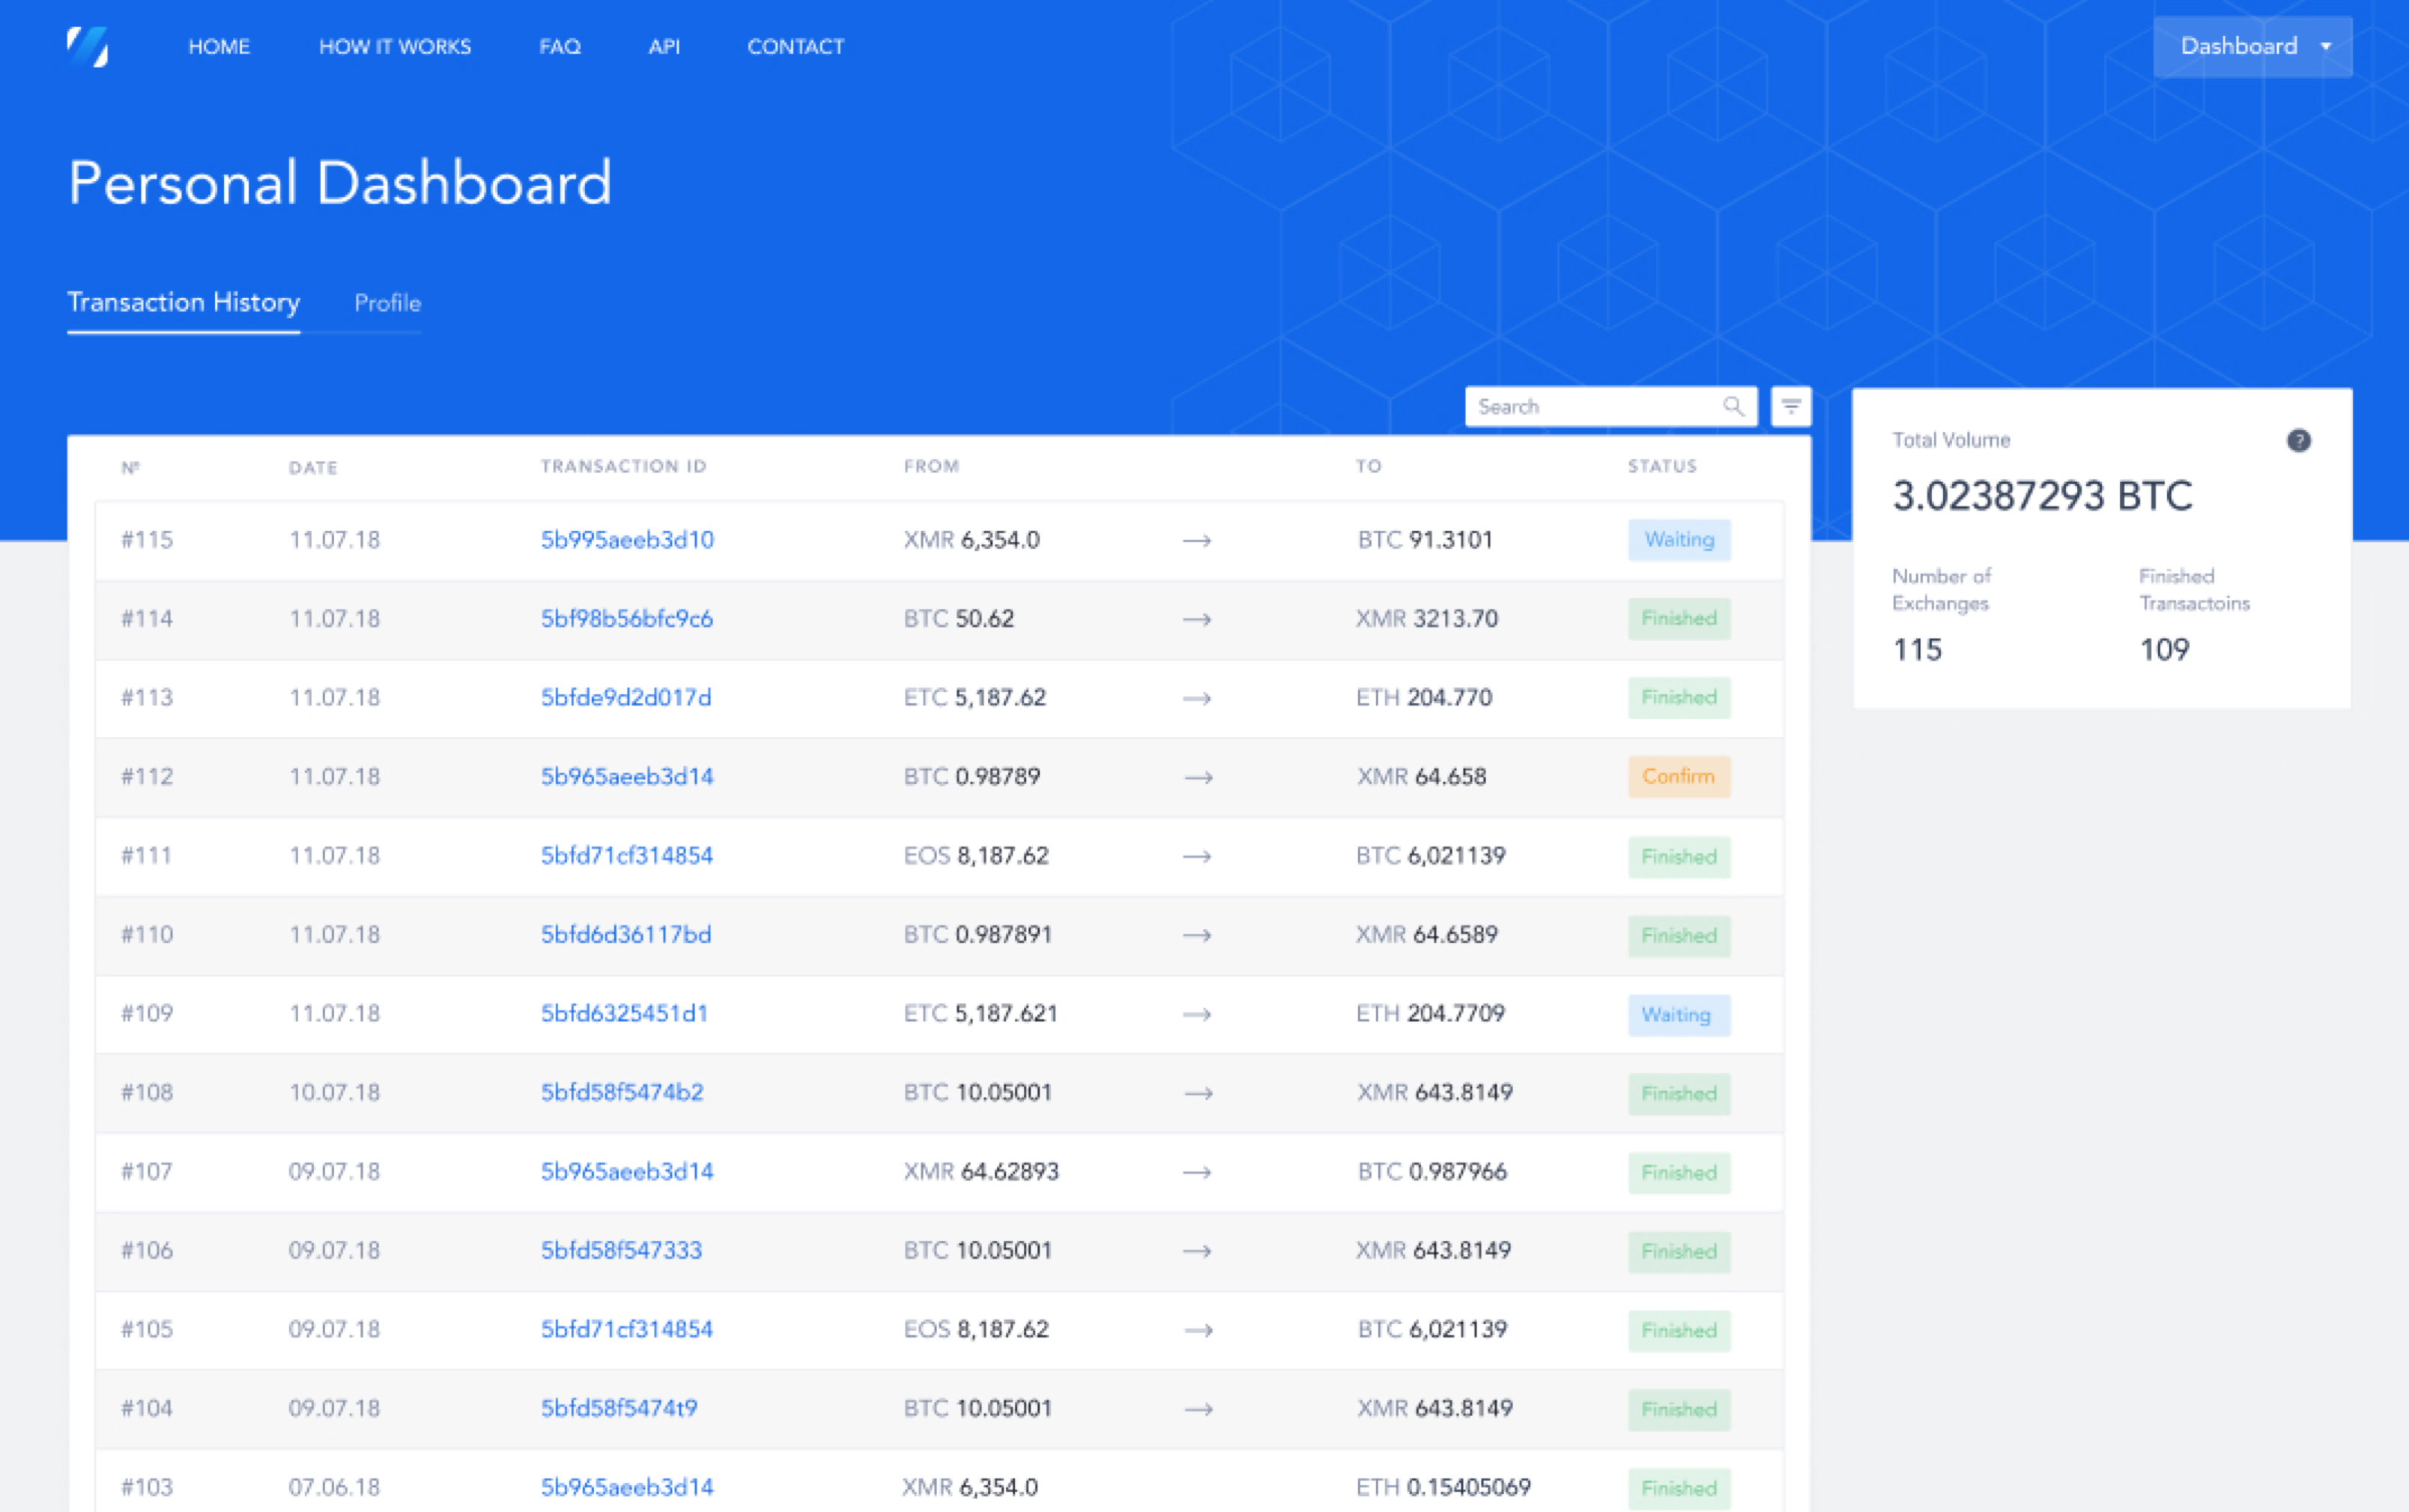 HOME HOW IT WORKS FAQ API CONTACT Dashboard
Personal Dashboard
Transaction History Profile
Search
Nº DATE TRANSACTION ID FROM TO STATUS
#115 11.07.18 5b995aeeb3d10 XMR 6,354.0 → BTC 91.3101 Waiting
#114 11.07.18 5bf98b56bfc9c6 BTC 50.62 → XMR 3213.70 Finished
#113 11.07.18 5bfde9d2d017d ETC 5,187.62 → ETH 204.770 Finished
#112 11.07.18 5b965aeeb3d14 BTC 0.98789 → XMR 64.658 Confirm
#111 11.07.18 5bfd71cf314854 EOS 8,187.62 → BTC 6,021139 Finished
#110 11.07.18 5bfd6d36117bd BTC 0.987891 → XMR 64.6589 Finished
#109 11.07.18 5bfd6325451d1 ETC 5,187.621 → ETH 204.7709 Waiting
#108 10.07.18 5bfd58f5474b2 BTC 10.05001 → XMR 643.8149 Finished
#107 09.07.18 5b965aeeb3d14 XMR 64.62893 → BTC 0.987966 Finished
#106 09.07.18 5bfd58f547333 BTC 10.05001 → XMR 643.8149 Finished
#105 09.07.18 5bfd71cf314854 EOS 8,187.62 → BTC 6,021139 Finished
#104 09.07.18 5bfd58f5474t9 BTC 10.05001 → XMR 643.8149 Finished
#103 07.06.18 5b965aeeb3d14 XMR 6,354.0 ETH 0.15405069 Finished
Total Volume ?
3.02387293 BTC
Number of Exchanges
115
Finished Transactoins
109